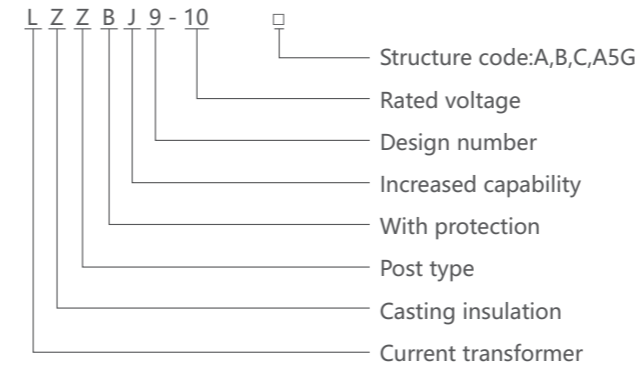 L Z Z B J 9 - 10 □
Structure code:A,B,C,A5G
Rated voltage
Design number
Increased capability
With protection
Post type
Casting insulation
Current transformer